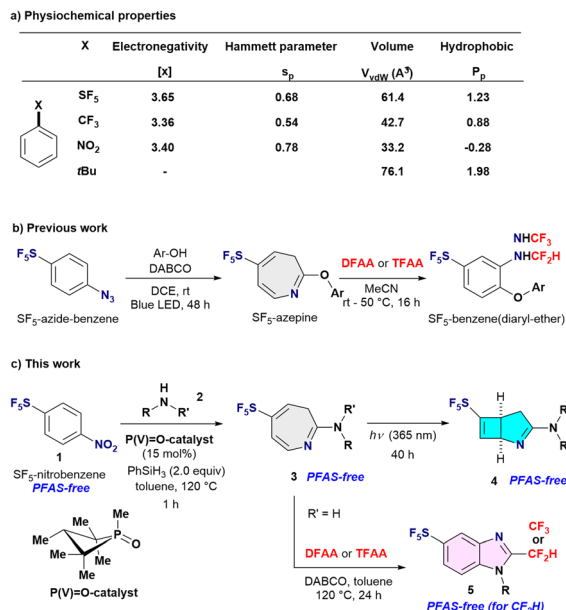 a) Physiochemical properties
X Electronegativity Hammett parameter Volume Hydrophobic
[x] s_p V_vdW (A³) P_p
X
SF5 3.65 0.68 61.4 1.23
CF3 3.36 0.54 42.7 0.88
NO2 3.40 0.78 33.2 -0.28
tBu - 76.1 1.98
b) Previous work
F5S
N3
SF5-azide-benzene
Ar-OH
DABCO
DCE, rt
Blue LED, 48 h
F5S
N
O
Ar
SF5-azepine
DFAA or TFAA
MeCN
rt - 50 °C, 16 h
NHCF3
NHCF2H
F5S
O
Ar
SF5-benzene(diaryl-ether)
c) This work
F5S
NO2
1
SF5-nitrobenzene
PFAS-free
H
N
R R'
2
P(V)=O-catalyst
(15 mol%)
PhSiH3 (2.0 equiv)
toluene, 120 °C
1 h
F5S
R'
N
R
N
3 PFAS-free
hν (365 nm)
40 h
F5S
H
H
N
N
R
R
4 PFAS-free
Me
Me
Me
Me
Me
Me
P
O
P(V)=O-catalyst
R' = H
DFAA or TFAA
DABCO, toluene
120 °C, 24 h
F5S
N
N
R
CF3
or
CF2H
5
PFAS-free (for CF2H)